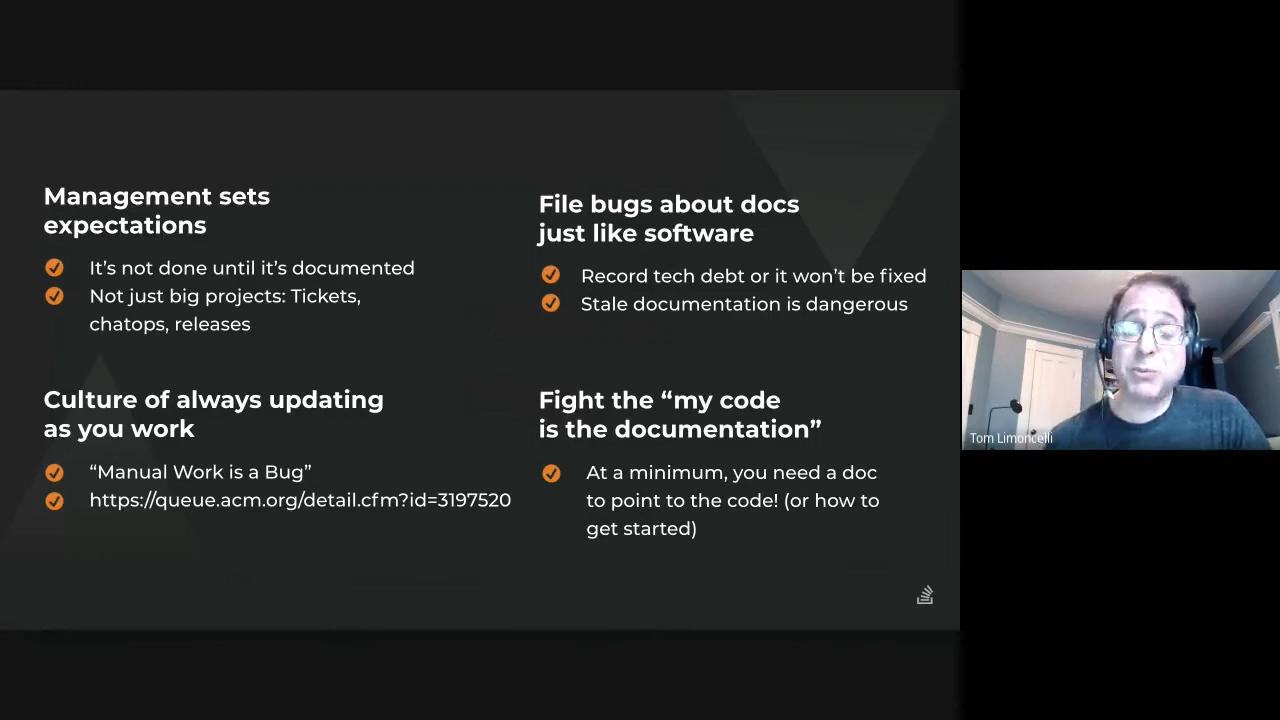 Management sets
expectations
It’s not done until it’s documented
Not just big projects: Tickets,
chatops, releases
File bugs about docs
just like software
Record tech debt or it won’t be fixed
Stale documentation is dangerous
Culture of always updating
as you work
“Manual Work is a Bug”
https://queue.acm.org/detail.cfm?id=3197520
Fight the “my code
is the documentation”
At a minimum, you need a doc
to point to the code! (or how to
get started)
Tom Limoncelli